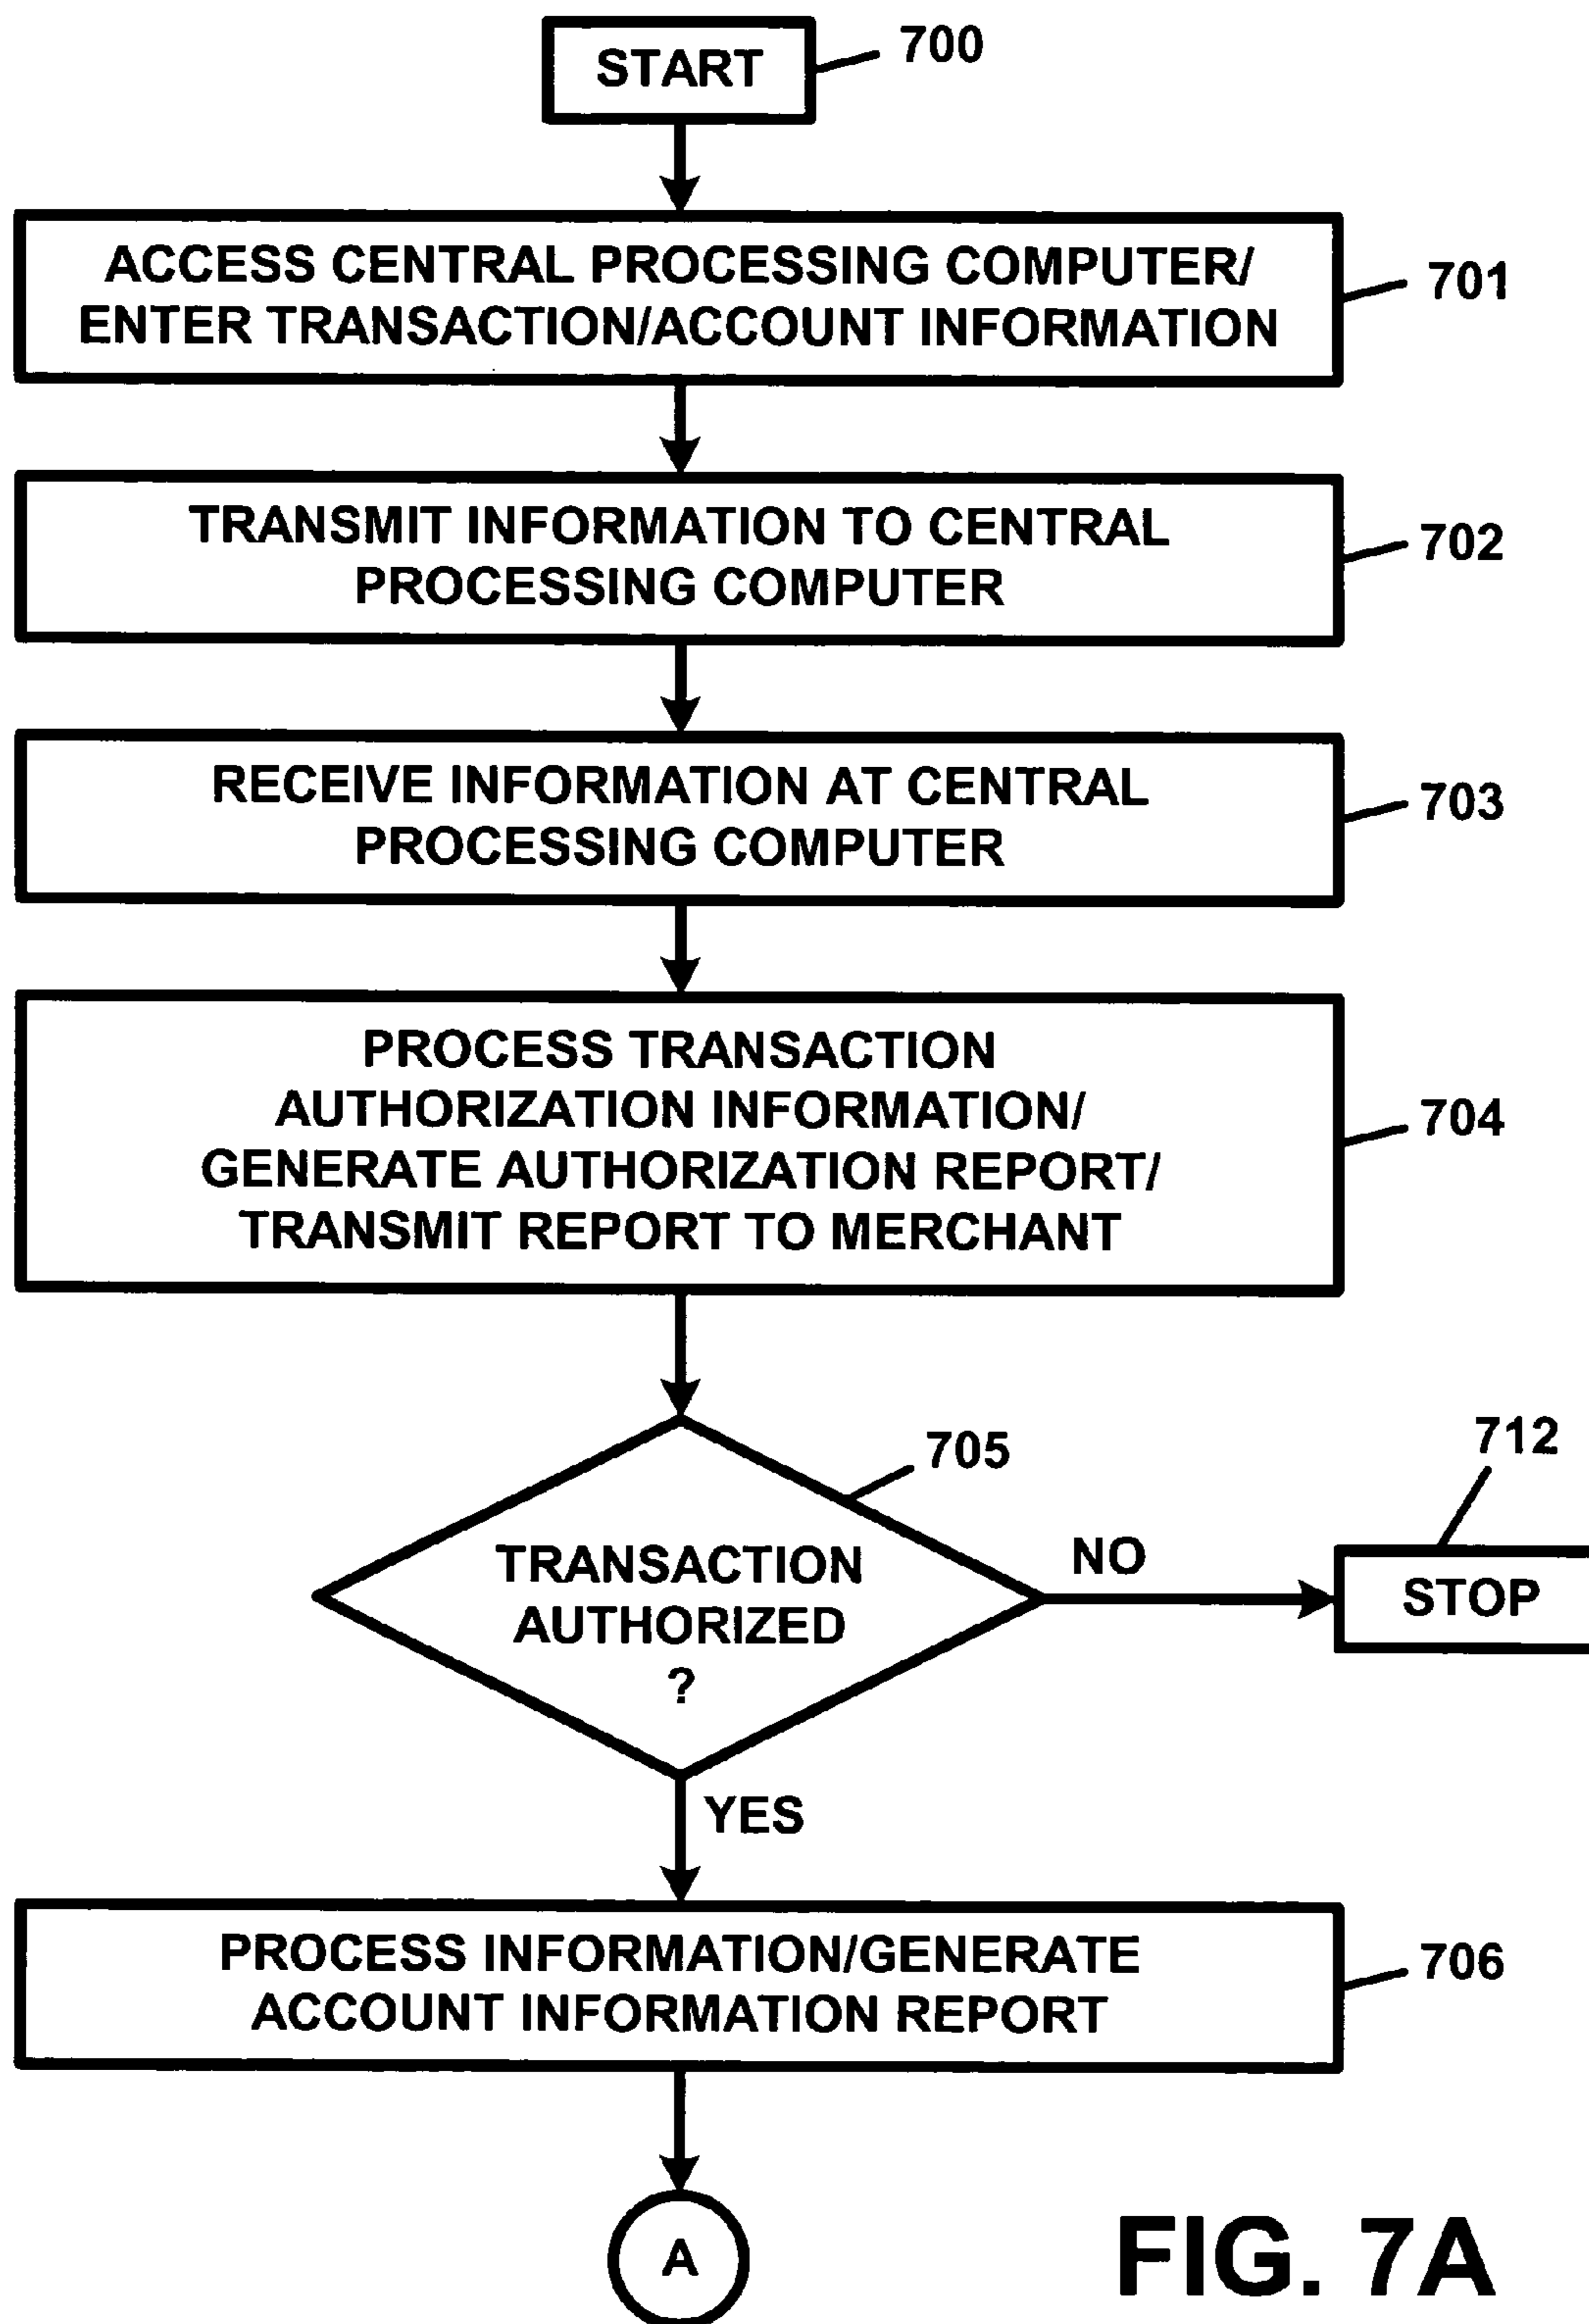 START
700
ACCESS CENTRAL PROCESSING COMPUTER/
ENTER TRANSACTION/ACCOUNT INFORMATION
701
TRANSMIT INFORMATION TO CENTRAL
PROCESSING COMPUTER
702
RECEIVE INFORMATION AT CENTRAL
PROCESSING COMPUTER
703
PROCESS TRANSACTION
AUTHORIZATION INFORMATION/
GENERATE AUTHORIZATION REPORT/
TRANSMIT REPORT TO MERCHANT
704
TRANSACTION
AUTHORIZED
?
705
NO
712
STOP
YES
PROCESS INFORMATION/GENERATE
ACCOUNT INFORMATION REPORT
706
A
FIG. 7A